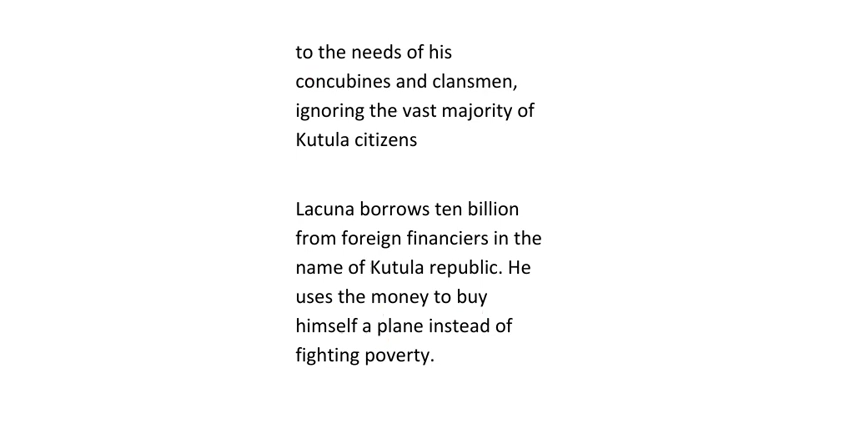 to the needs of his
concubines and clansmen,
ignoring the vast majority of
Kutula citizens
Lacuna borrows ten billion
from foreign financiers in the
name of Kutula republic. He
uses the money to buy
himself a plane instead of
fighting poverty.